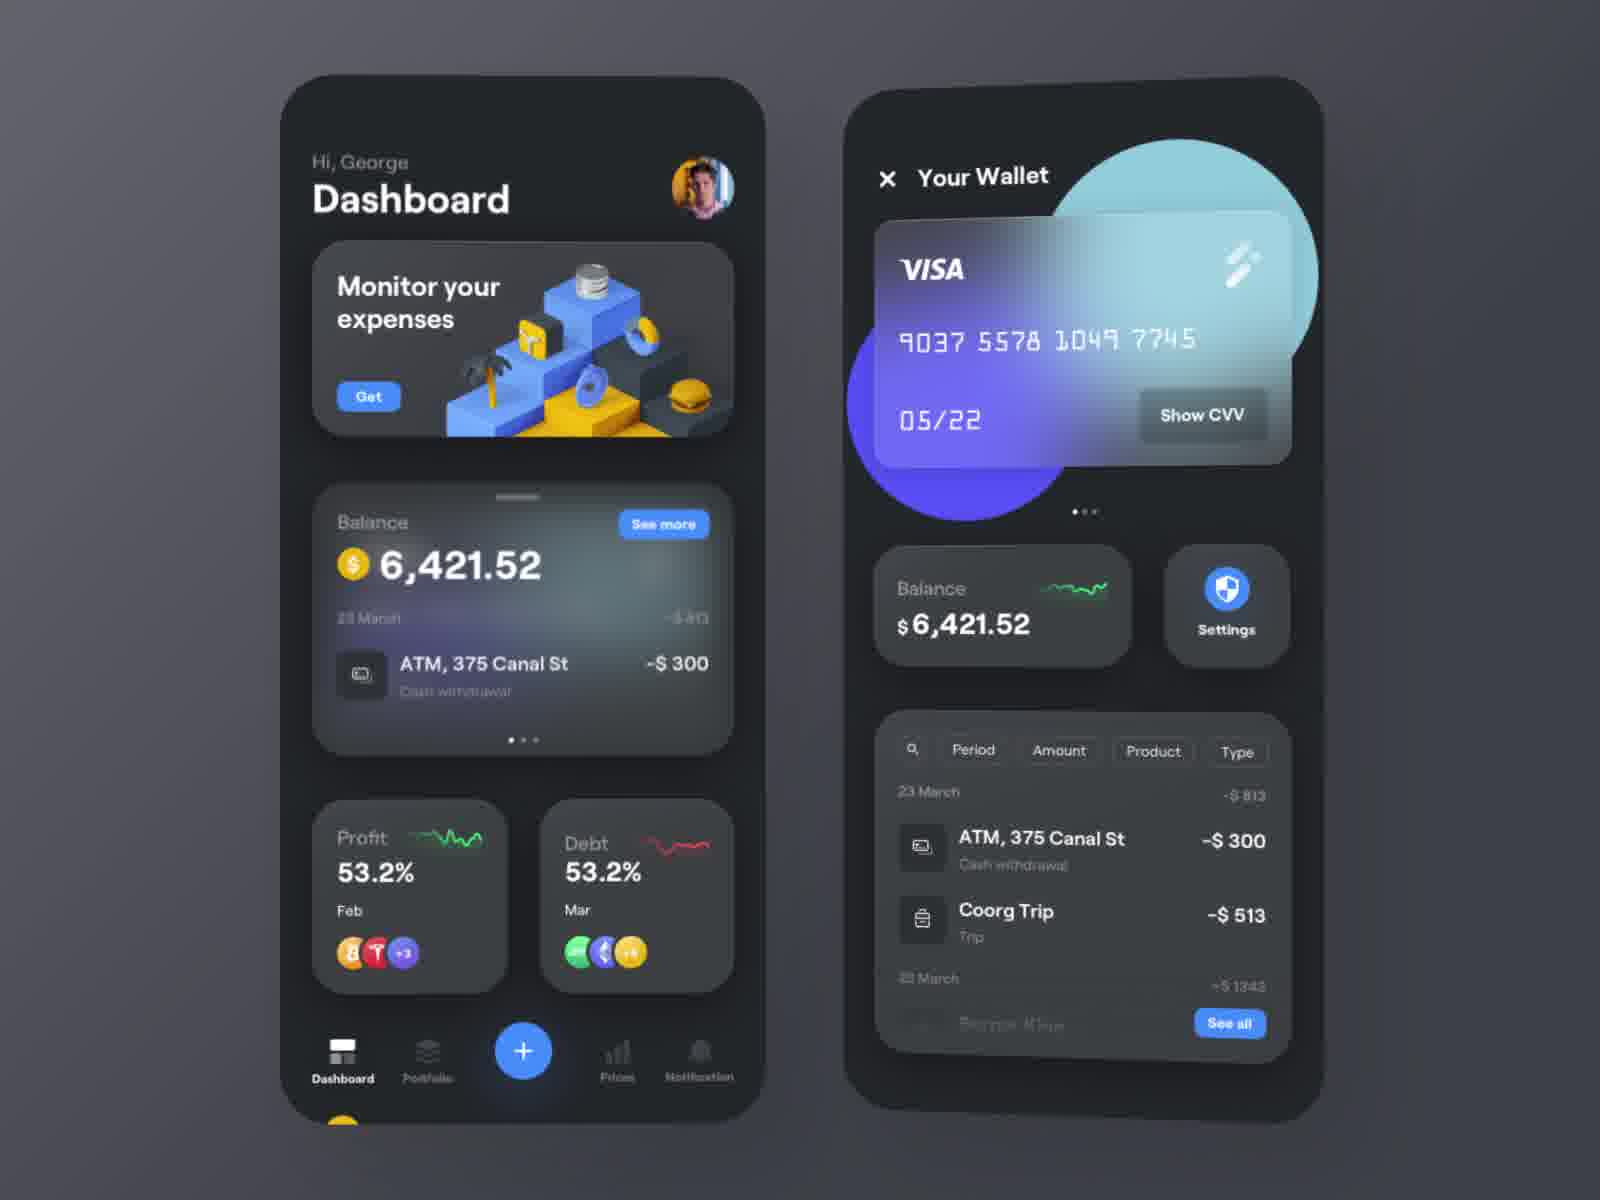 Hi, George
Dashboard
Monitor your
expenses
Get
Balance
See more
$ 6,421.52
23 March
-$ 813
ATM, 375 Canal St
-$ 300
Cash withdrawal
Profit
53.2%
Feb
+3
Debt
53.2%
Mar
Dashboard
Portfolio
+
Prices
Notification
Your Wallet
VISA
9037 5578 1049 7745
05/22
Show CVV
Balance
$ 6,421.52
Settings
Period
Amount
Product
Type
23 March
-$ 813
ATM, 375 Canal St
-$ 300
Cash withdrawal
Coorg Trip
-$ 513
Trip
March
-$ 1343
See all